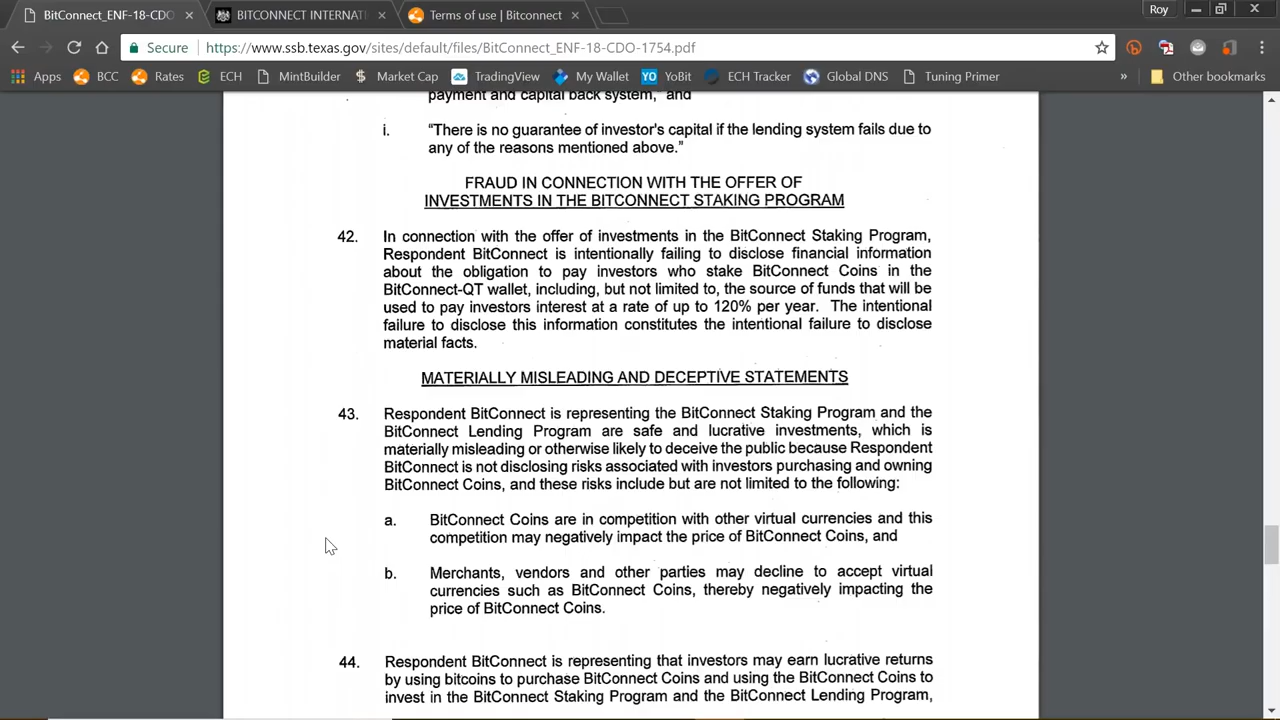 BitConnect_ENF-18-CDO
BITCONNECT INTERNATI
Terms of use | Bitconnect
Roy
Secure
https://www.ssb.texas.gov/sites/default/files/BitConnect_ENF-18-CDO-1754.pdf
Apps
BCC
Rates
ECH
MintBuilder
Market Cap
TradingView
My Wallet
YO
YoBit
ECH Tracker
Global DNS
Tuning Primer
»
Other bookmarks
payment and capital back system," and
i. "There is no guarantee of investor's capital if the lending system fails due to
any of the reasons mentioned above."
FRAUD IN CONNECTION WITH THE OFFER OF
INVESTMENTS IN THE BITCONNECT STAKING PROGRAM
42. In connection with the offer of investments in the BitConnect Staking Program,
Respondent BitConnect is intentionally failing to disclose financial information
about the obligation to pay investors who stake BitConnect Coins in the
BitConnect-QT wallet, including, but not limited to, the source of funds that will be
used to pay investors interest at a rate of up to 120% per year. The intentional
failure to disclose this information constitutes the intentional failure to disclose
material facts.
MATERIALLY MISLEADING AND DECEPTIVE STATEMENTS
43. Respondent BitConnect is representing the BitConnect Staking Program and the
BitConnect Lending Program are safe and lucrative investments, which is
materially misleading or otherwise likely to deceive the public because Respondent
BitConnect is not disclosing risks associated with investors purchasing and owning
BitConnect Coins, and these risks include but are not limited to the following:
a. BitConnect Coins are in competition with other virtual currencies and this
competition may negatively impact the price of BitConnect Coins, and
b. Merchants, vendors and other parties may decline to accept virtual
currencies such as BitConnect Coins, thereby negatively impacting the
price of BitConnect Coins.
44. Respondent BitConnect is representing that investors may earn lucrative returns
by using bitcoins to purchase BitConnect Coins and using the BitConnect Coins to
invest in the BitConnect Staking Program and the BitConnect Lending Program,